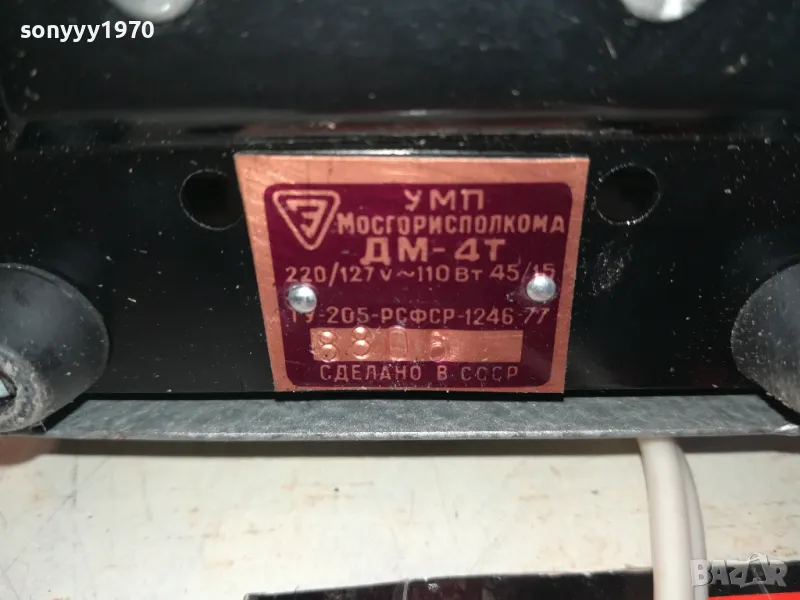 sonyyy1970
УМП
Мосгорисполкома
ДМ-4Т
220/127 V ~110 Вт 45/15
ТУ-205-РСФСР-1246-77
8806
СДЕЛАНО В СССР
BAZAR